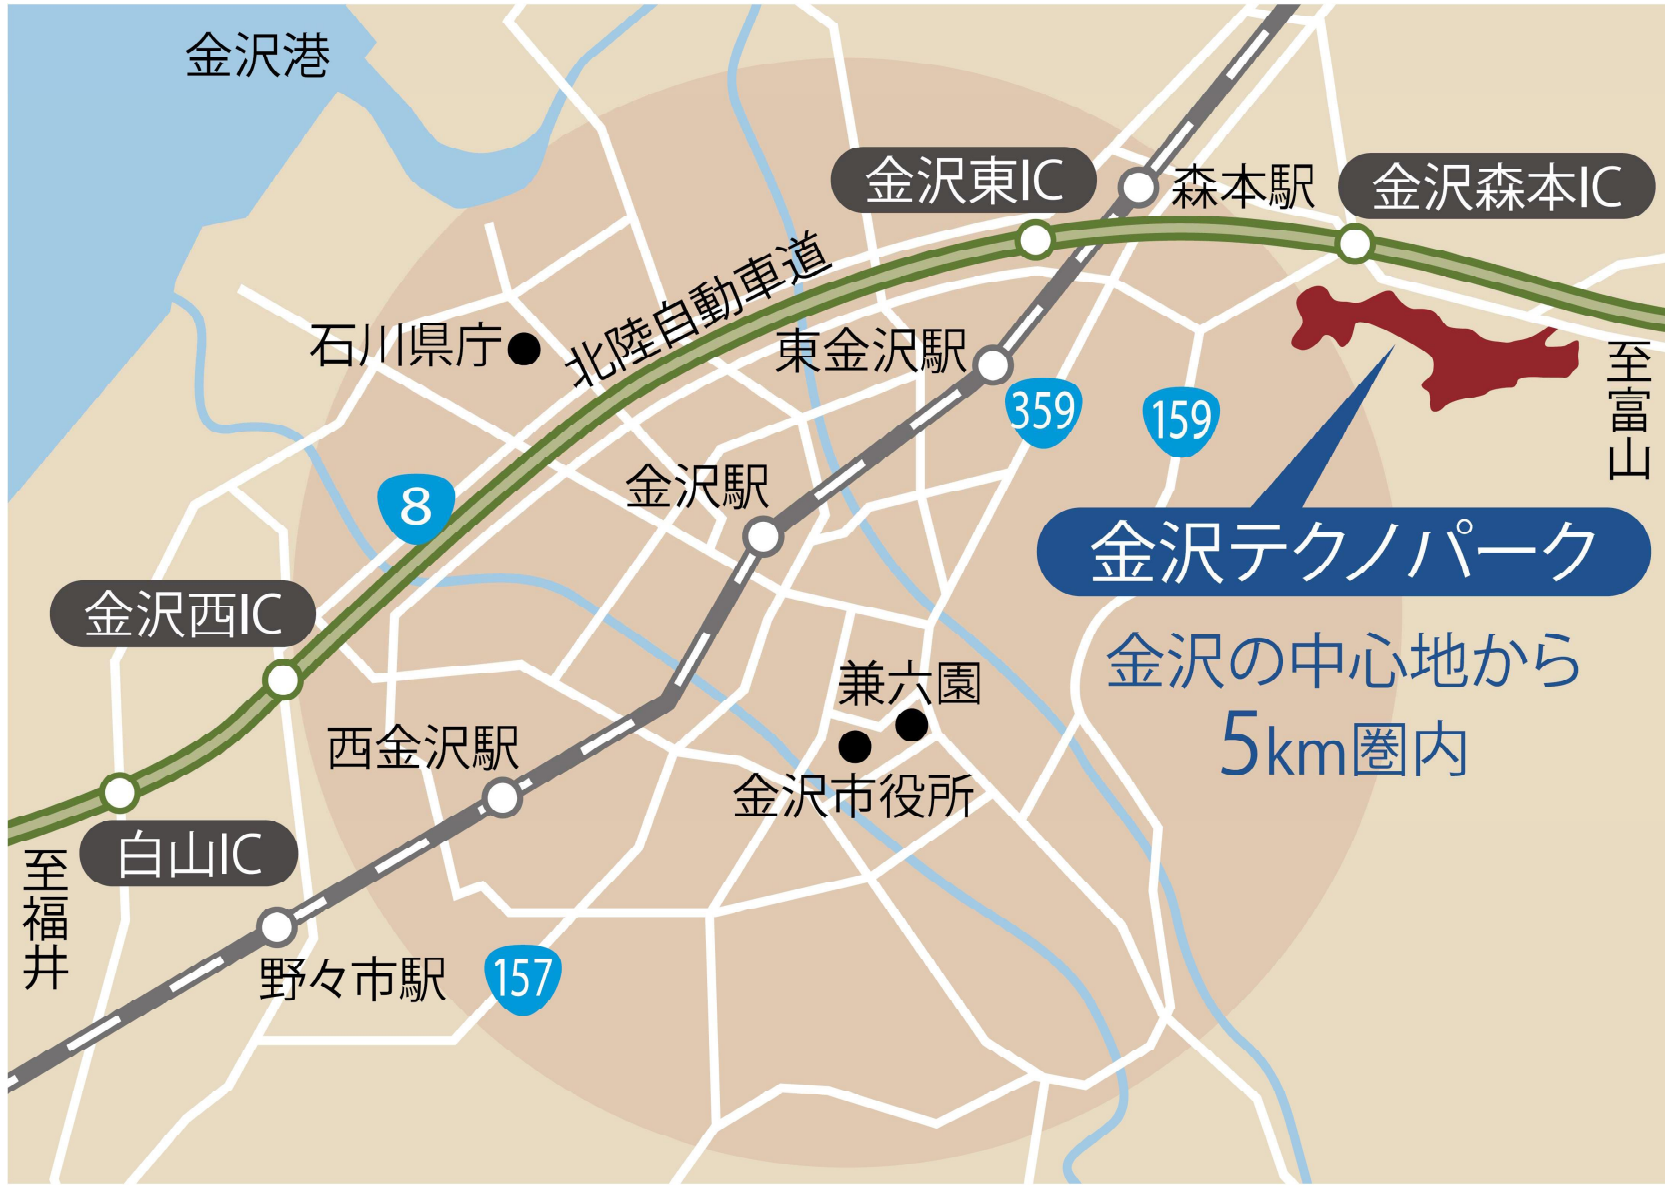 金沢港
金沢東IC
森本駅
金沢森本IC
北陸自動車道
石川県庁
東金沢駅
至富山
359
159
金沢駅
8
金沢テクノパーク
金沢西IC
金沢の中心地から
5km圏内
兼六園
西金沢駅
金沢市役所
白山IC
至福井
野々市駅
157